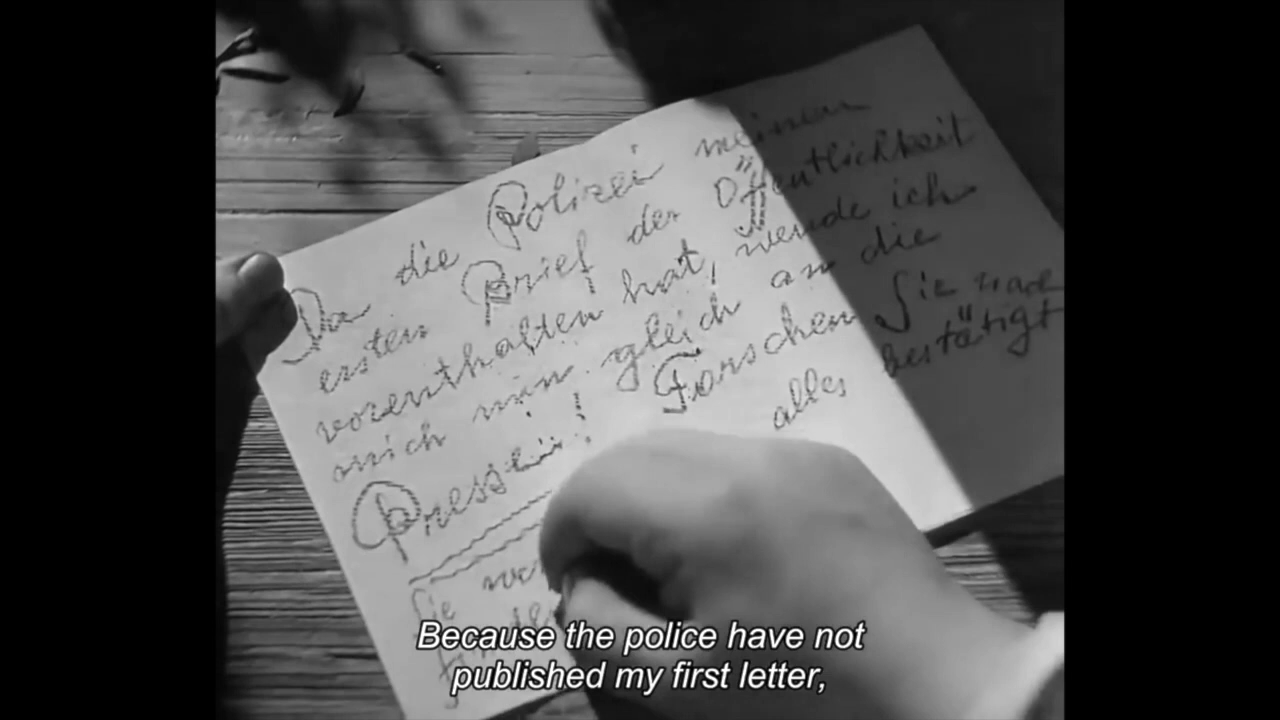 Da die Polizei meinen
ersten Brief der Öffentlichkeit
vorenthalten hat, wende ich
mich nun gleich an die
Presse! Forschen Sie nach
alles bestätigt
Sie
Because the police have not
published my first letter,